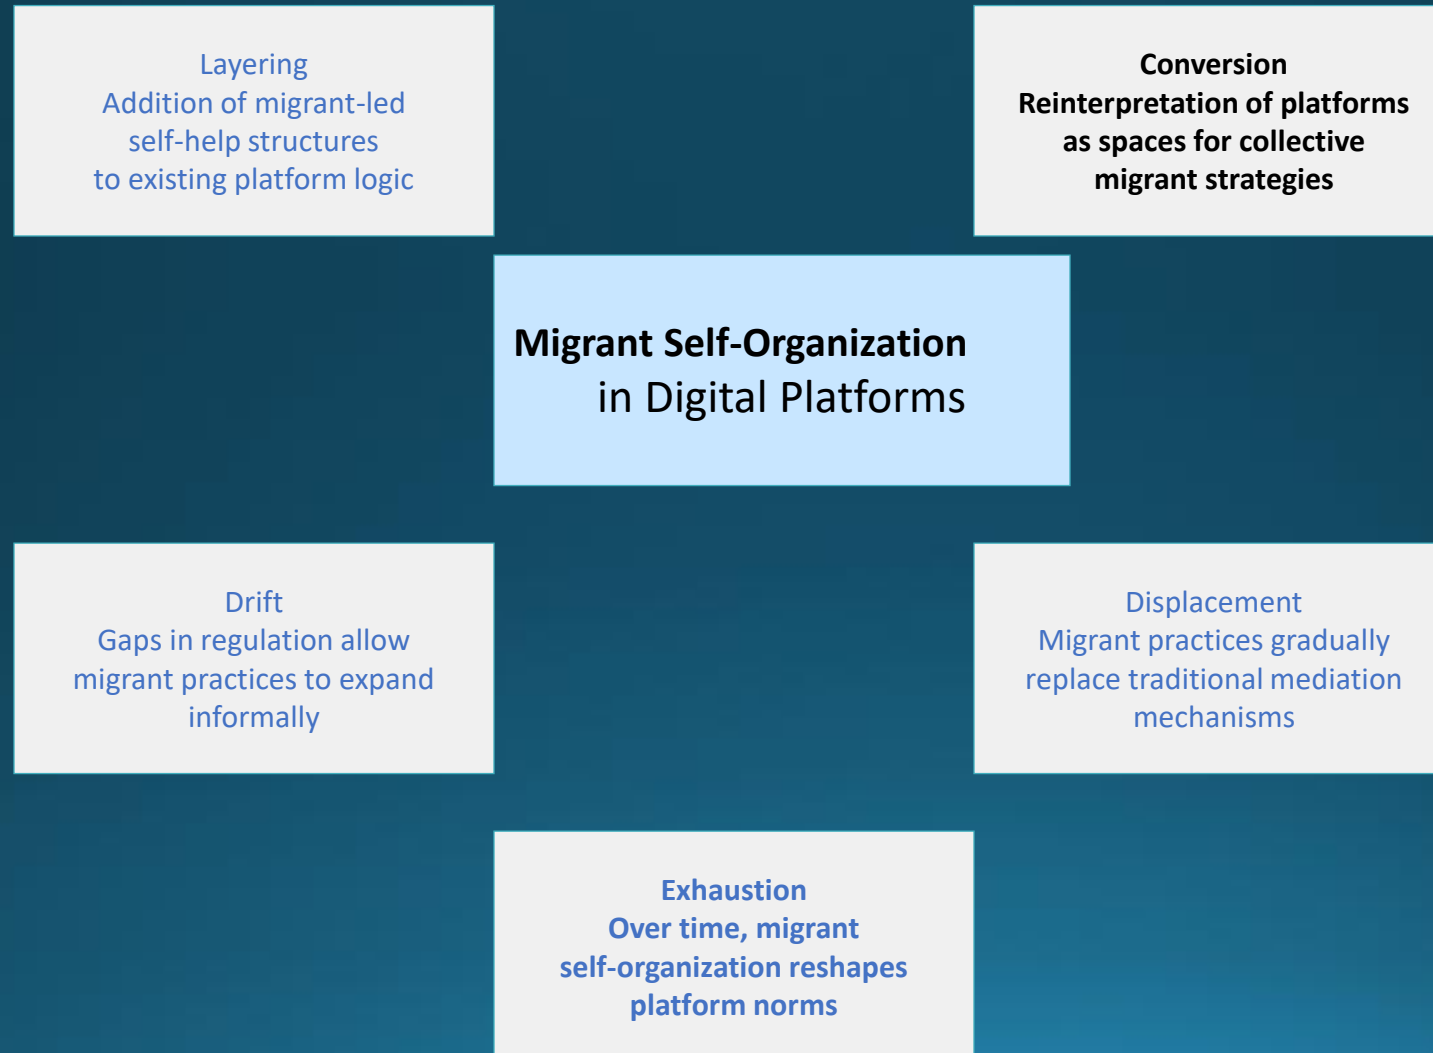 Layering
Addition of migrant-led
self-help structures
to existing platform logic
Conversion
Reinterpretation of platforms
as spaces for collective
migrant strategies
Migrant Self-Organization
in Digital Platforms
Drift
Gaps in regulation allow
migrant practices to expand
informally
Displacement
Migrant practices gradually
replace traditional mediation
mechanisms
Exhaustion
Over time, migrant
self-organization reshapes
platform norms